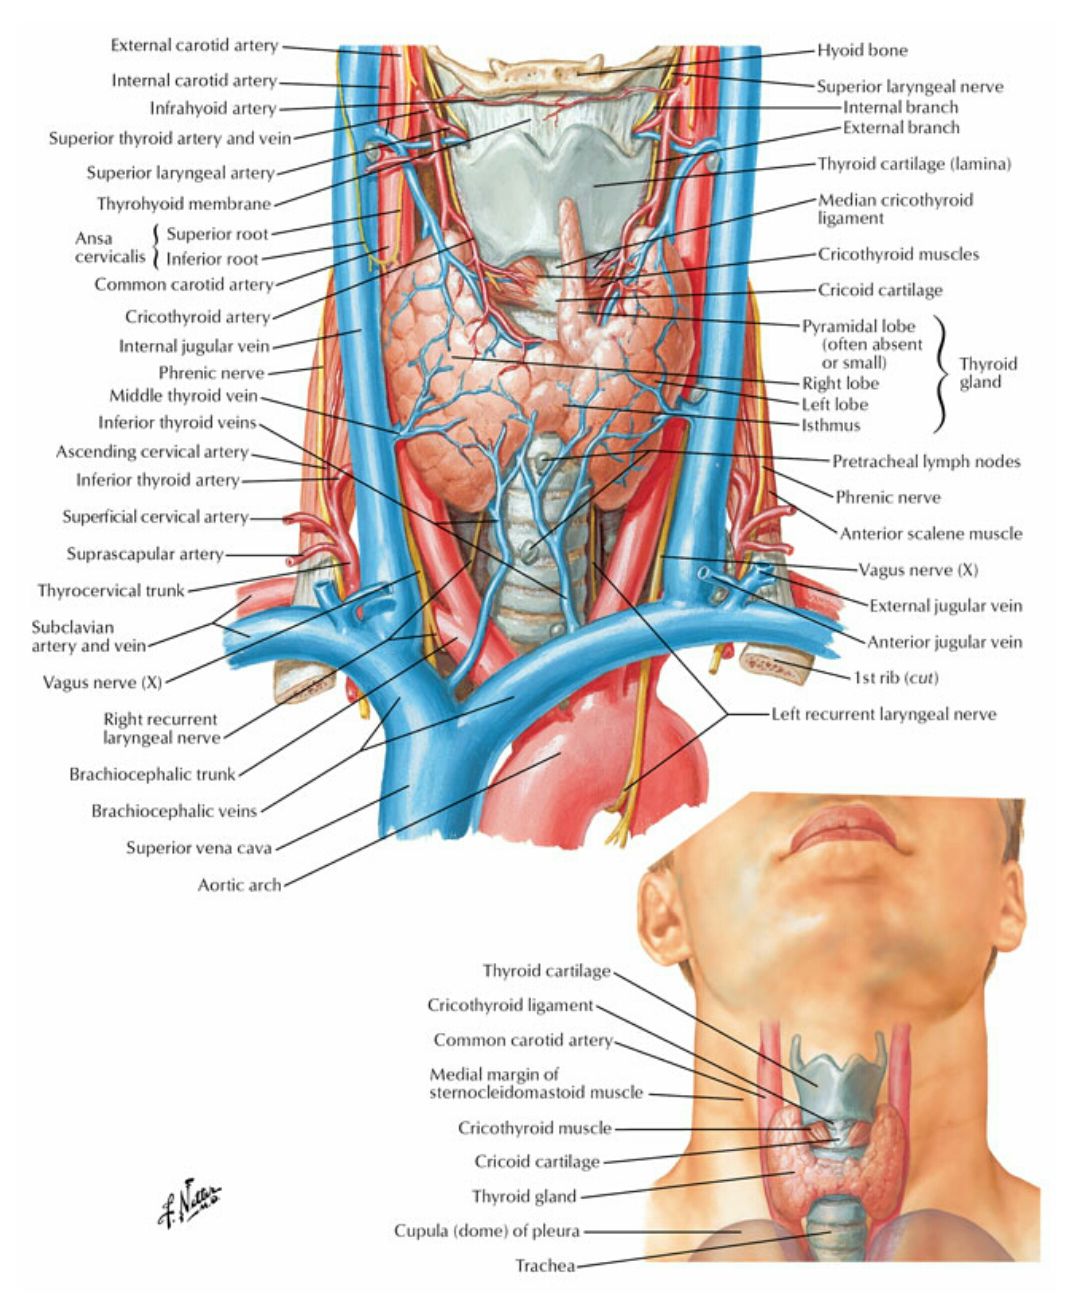 External carotid artery
Internal carotid artery
Infrahyoid artery
Superior thyroid artery and vein
Superior laryngeal artery
Thyrohyoid membrane
Ansa
cervicalis
Superior root
Inferior root
Common carotid artery
Cricothyroid artery
Internal jugular vein
Phrenic nerve
Middle thyroid vein
Inferior thyroid veins
Ascending cervical artery
Inferior thyroid artery
Superficial cervical artery
Suprascapular artery
Thyrocervical trunk
Subclavian
artery and vein
Vagus nerve (X)
Right recurrent
laryngeal nerve
Brachiocephalic trunk
Brachiocephalic veins
Superior vena cava
Aortic arch
Hyoid bone
Superior laryngeal nerve
Internal branch
External branch
Thyroid cartilage (lamina)
Median cricothyroid
ligament
Cricothyroid muscles
Cricoid cartilage
Pyramidal lobe
(often absent
or small)
Right lobe
Left lobe
Isthmus
Thyroid
gland
Pretracheal lymph nodes
Phrenic nerve
Anterior scalene muscle
Vagus nerve (X)
External jugular vein
Anterior jugular vein
1st rib (cut)
Left recurrent laryngeal nerve
Thyroid cartilage
Cricothyroid ligament
Common carotid artery
Medial margin of
sternocleidomastoid muscle
Cricothyroid muscle
Cricoid cartilage
Thyroid gland
Cupula (dome) of pleura
Trachea
F. Netter
M.D.